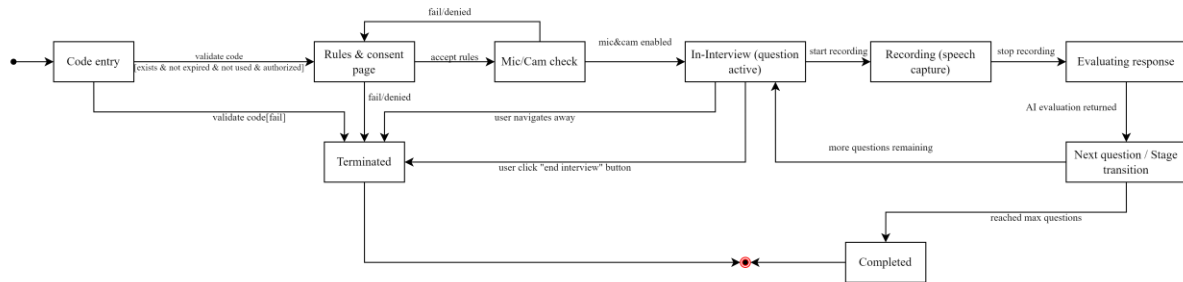 fail/denied
validate code
[exists & not expired & not used & authorized]
mic&cam enabled
Code entry
Rules & consent
page
accept rules
Mic/Cam check
In-Interview (question
active)
start recording
Recording (speech
capture)
stop recording
Evaluating response
fail/denied
validate code[fail]
user navigates away
AI evaluation returned
Terminated
user click "end interview" button
more questions remaining
Next question / Stage
transition
reached max questions
Completed